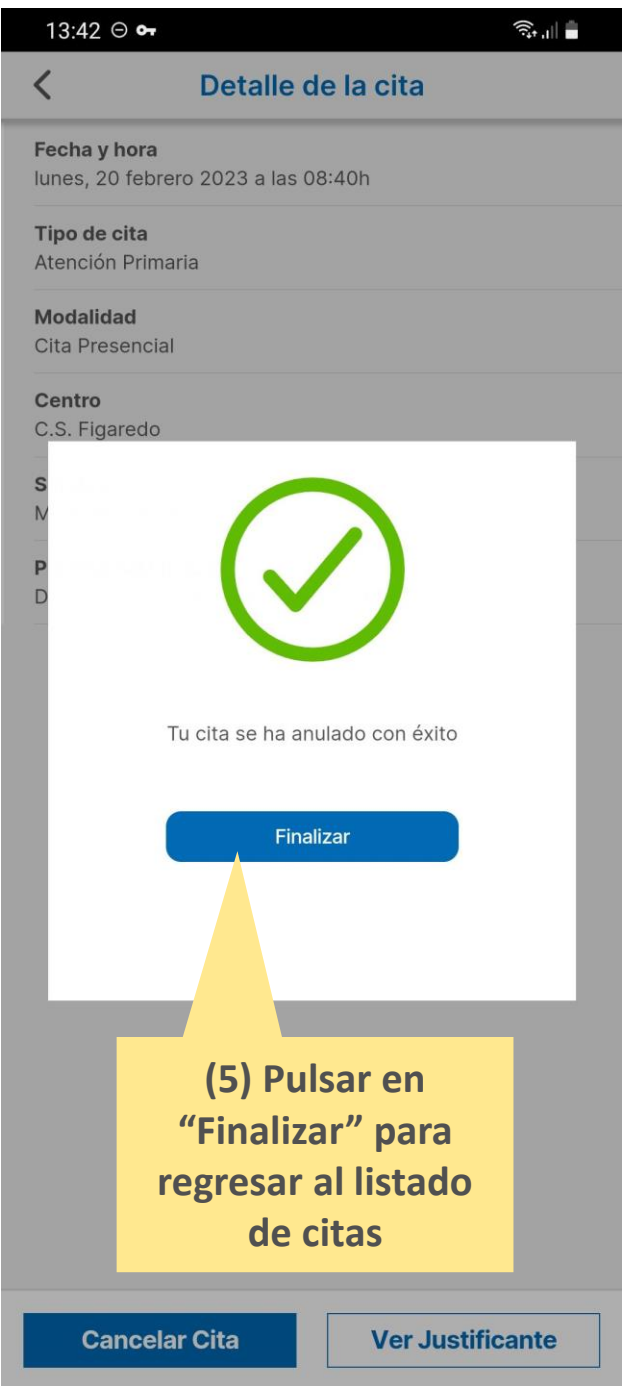 13:42
Detalle de la cita
Fecha y hora
lunes, 20 febrero 2023 a las 08:40h
Tipo de cita
Atención Primaria
Modalidad
Cita Presencial
Centro
C.S. Figaredo
S
M
P
D
Tu cita se ha anulado con éxito
Finalizar
(5) Pulsar en
“Finalizar” para
regresar al listado
de citas
Cancelar Cita
Ver Justificante